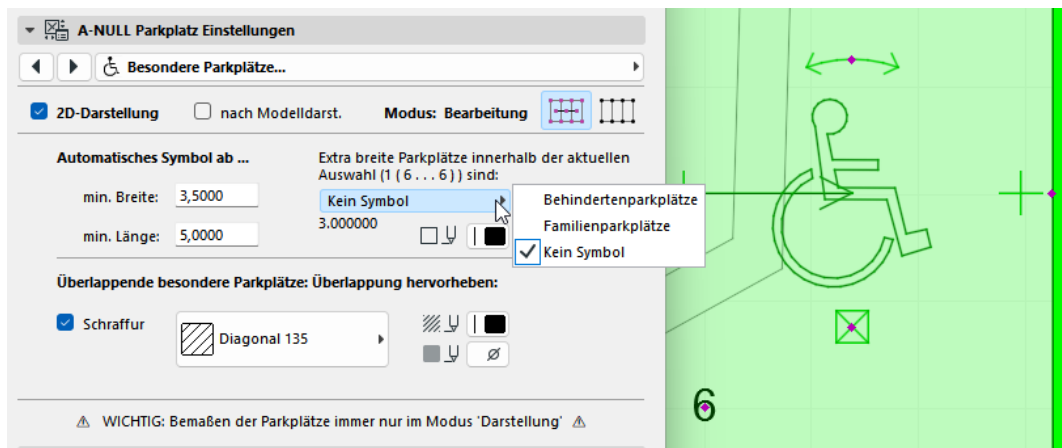 A-NULL Parkplatz Einstellungen
Besondere Parkplätze...
2D-Darstellung
nach Modelldarst.
Modus: Bearbeitung
Automatisches Symbol ab ...
Extra breite Parkplätze innerhalb der aktuellen
Auswahl (1 ( 6 . . . 6 ) ) sind:
min. Breite:
3,5000
Kein Symbol
3.000000
min. Länge:
5,0000
Behindertenparkplätze
Familienparkplätze
Kein Symbol
Überlappende besondere Parkplätze: Überlappung hervorheben:
Schraffur
Diagonal 135
WICHTIG: Bemaßen der Parkplätze immer nur im Modus 'Darstellung'
6